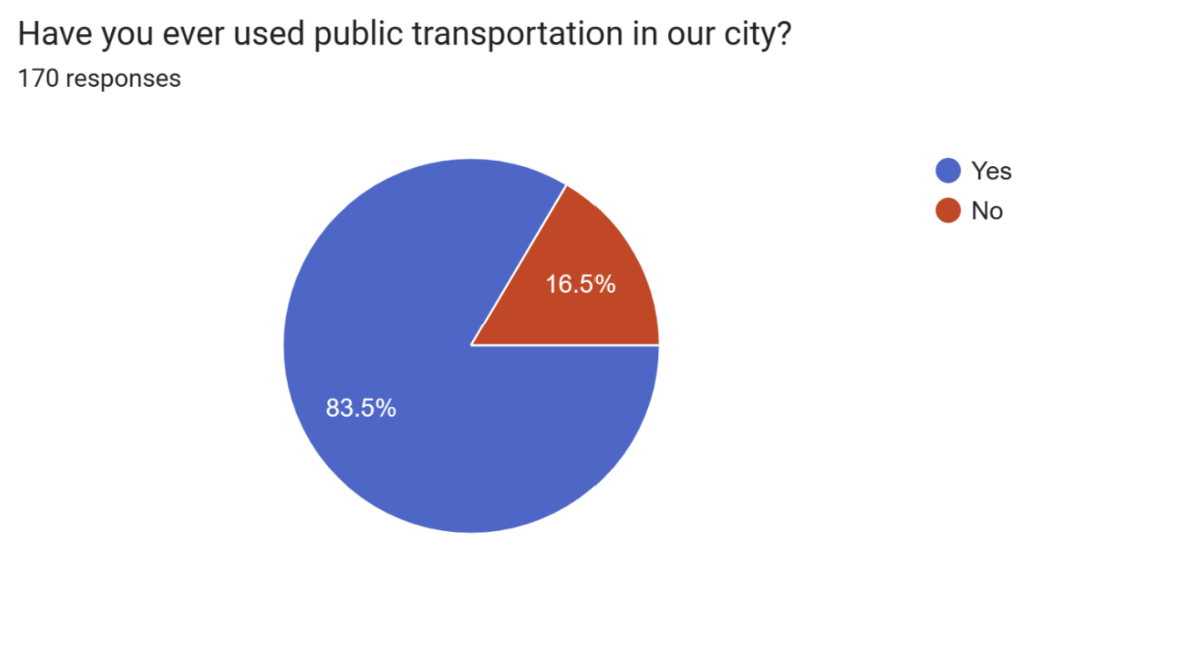 Have you ever used public transportation in our city?
170 responses
Yes
No
16.5%
83.5%